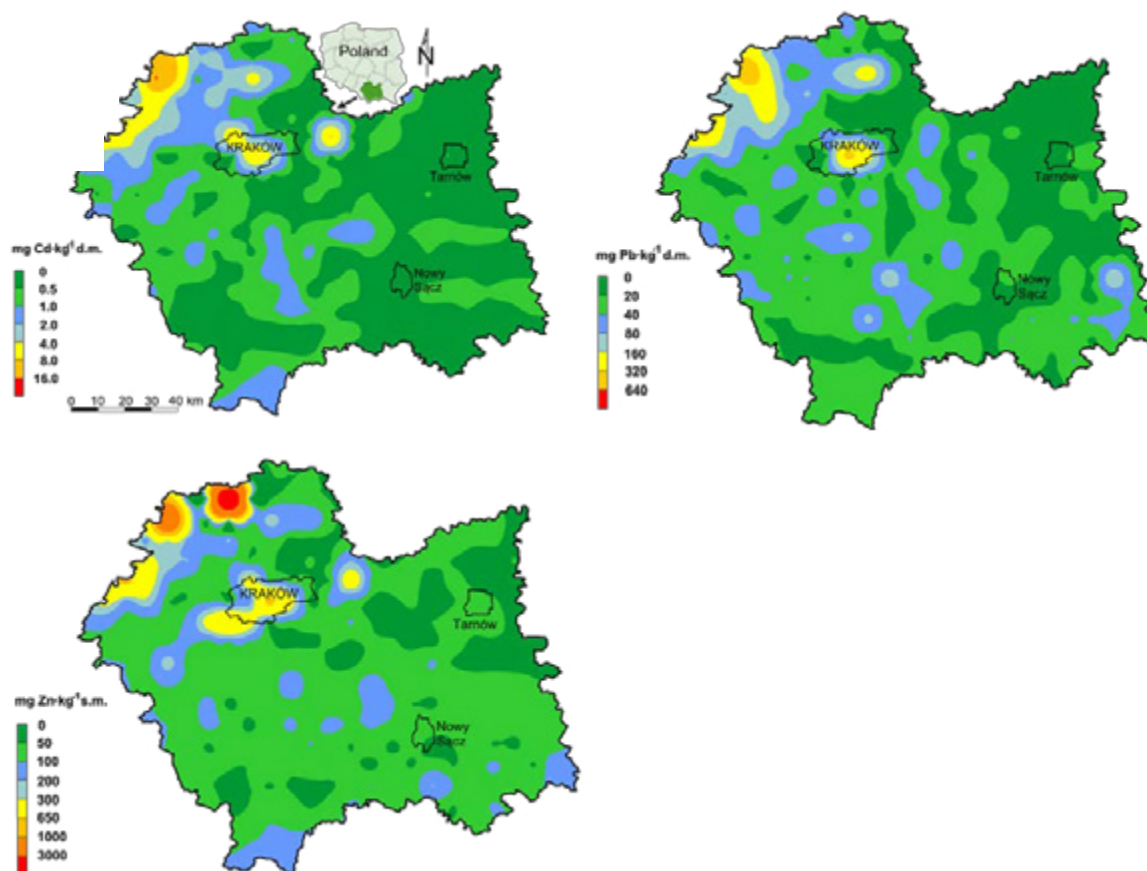 Poland
N
KRAKÓW
Tarnów
Nowy
Sącz
mg Cd·kg⁻¹ d.m.
0
0.5
1.0
2.0
4.0
8.0
16.0
0 10 20 30 40 km
KRAKÓW
Tarnów
Nowy
Sącz
mg Pb·kg⁻¹ d.m.
0
20
40
80
160
320
640
KRAKÓW
Tarnów
Nowy
Sącz
mg Zn·kg⁻¹ s.m.
0
50
100
200
300
650
1000
3000